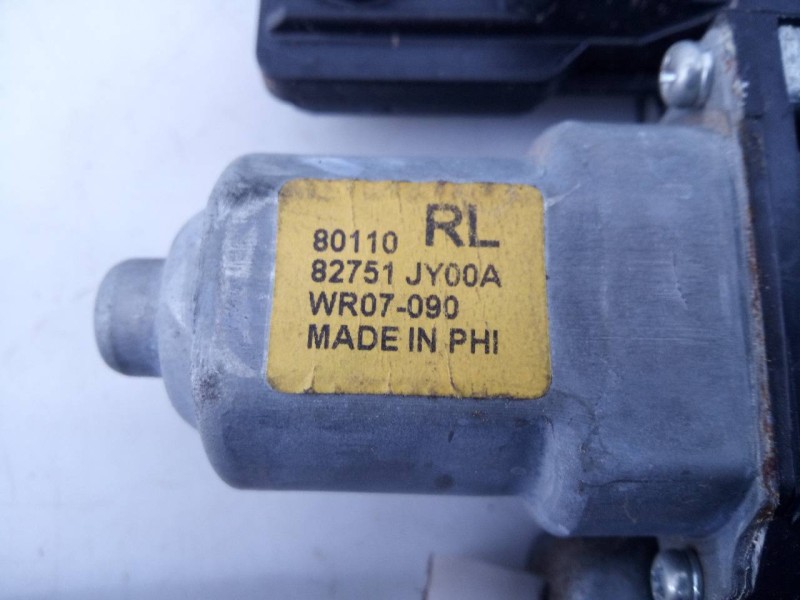 80110 RL
82751 JY00A
WR07-090
MADE IN PHI